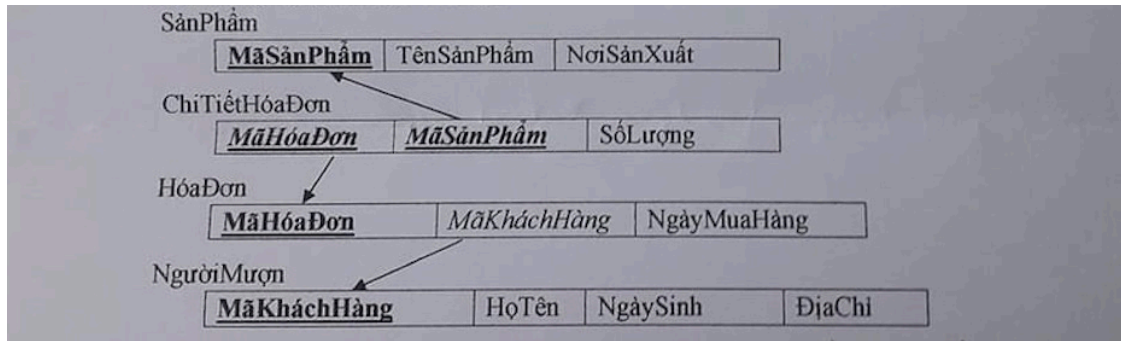 SảnPhẩm
MãSảnPhẩm TênSảnPhẩm NơiSảnXuất
ChiTiếtHóaĐơn
MãHóaĐơn MãSảnPhẩm SốLượng
HóaĐơn
MãHóaĐơn MãKháchHàng NgàyMuaHàng
NgườiMượn
MãKháchHàng HọTên NgàySinh ĐịaChỉ